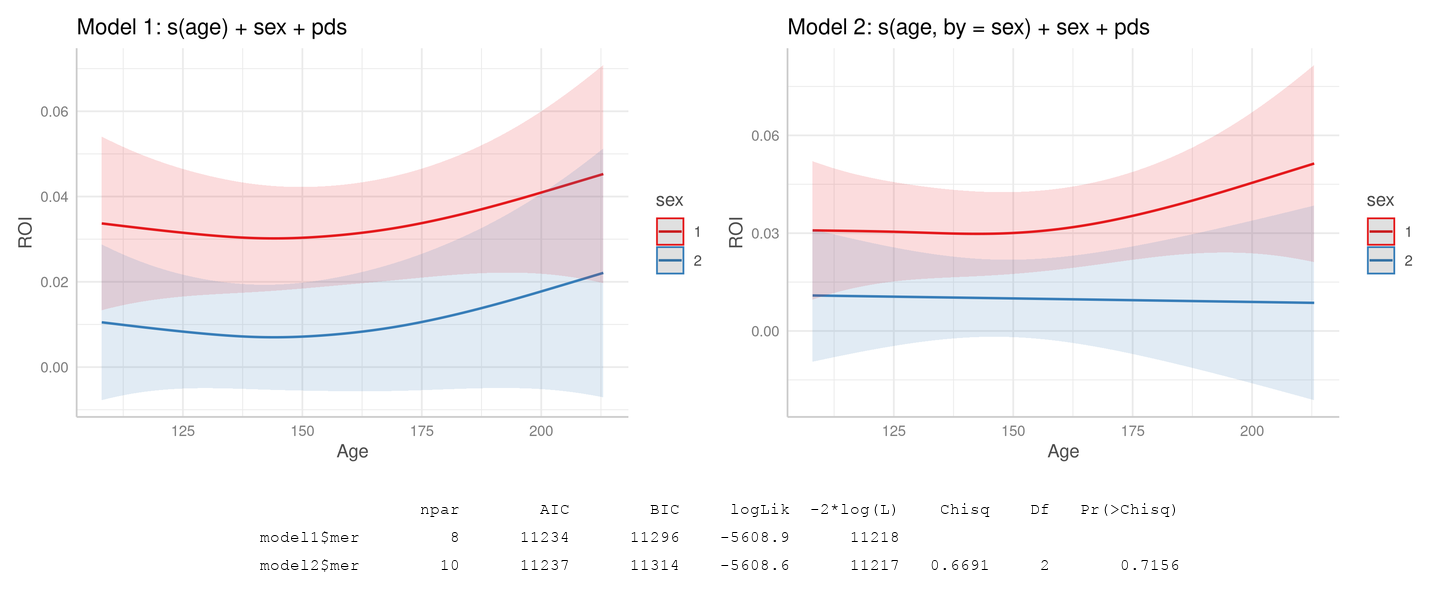 Model 1: s(age) + sex + pds
0.06
0.04
0.02
0.00
ROI
125 150 175 200
Age
sex
1
2
Model 2: s(age, by = sex) + sex + pds
0.06
0.03
0.00
ROI
125 150 175 200
Age
sex
1
2
npar AIC BIC logLik -2*log(L) Chisq Df Pr(>Chisq)
model1$mer 8 11234 11296 -5608.9 11218
model2$mer 10 11237 11314 -5608.6 11217 0.6691 2 0.7156